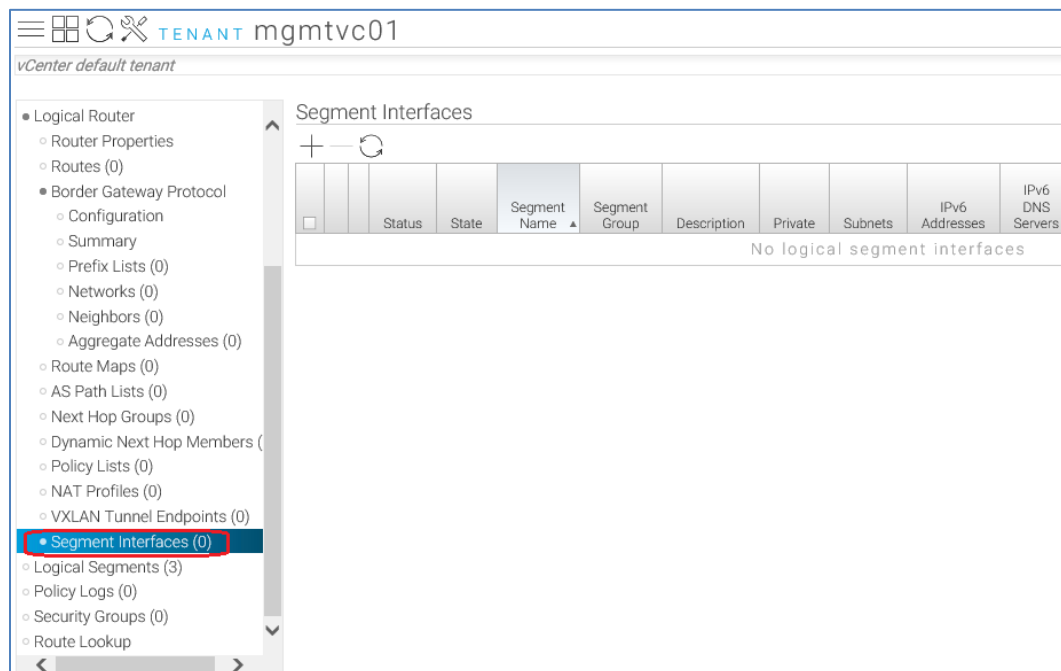 TENANT mgmtvc01
vCenter default tenant
Logical Router
Router Properties
Routes (0)
Border Gateway Protocol
Configuration
Summary
Prefix Lists (0)
Networks (0)
Neighbors (0)
Aggregate Addresses (0)
Route Maps (0)
AS Path Lists (0)
Next Hop Groups (0)
Dynamic Next Hop Members (
Policy Lists (0)
NAT Profiles (0)
VXLAN Tunnel Endpoints (0)
Segment Interfaces (0)
Logical Segments (3)
Policy Logs (0)
Security Groups (0)
Route Lookup
Segment Interfaces
Status State Segment Name Segment Group Description Private Subnets IPv6 Addresses IPv6 DNS Servers
No logical segment interfaces